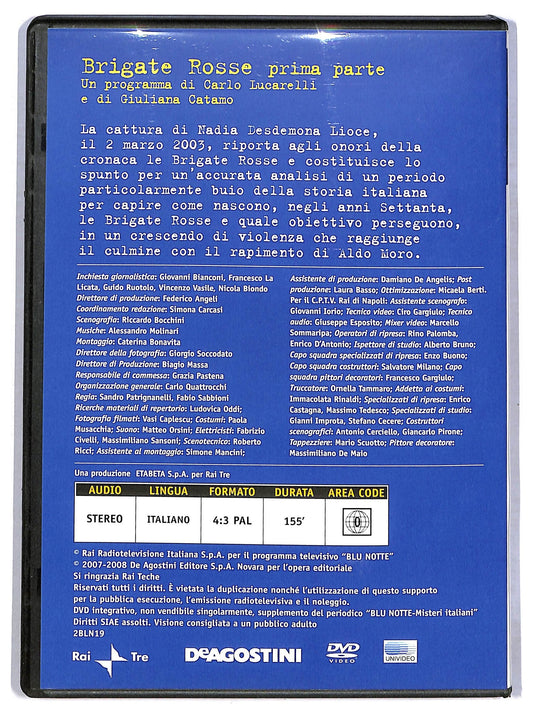 Brigate Rosse prima parte
Un programma di Carlo Lucarelli
e di Giuliana Catamo
La cattura di Nadia Desdemona Lioce,
il 2 marzo 2003, riporta agli onori della
cronaca le Brigate Rosse e costituisce lo
spunto per un'accurata analisi di un periodo
particolarmente buio della storia italiana
per capire come nascono, negli anni Settanta,
le Brigate Rosse e quale obiettivo perseguono,
in un crescendo di violenza che raggiunge
il culmine con il rapimento di Aldo Moro.
Inchiesta giornalistica: Giovanni Bianconi, Francesco La
Licata, Guido Ruotolo, Vincenzo Vasile, Nicola Biondo
Direttore di produzione: Federico Angeli
Coordinamento redazione: Simona Carcasi
Scenografia: Riccardo Bocchini
Musiche: Alessandro Molinari
Montaggio: Caterina Bonavita
Direttore della fotografia: Giorgio Soccodato
Direttore di Produzione: Biagio Massa
Responsabile di commessa: Grazia Pastena
Organizzazione generale: Carlo Quattrocchi
Regia: Sandro Patrignanelli, Fabio Sabbioni
Ricerche materiali di repertorio: Ludovica Oddi;
Fotografia filmati: Vasi Caplescu; Costumi: Paola
Musacchia; Suono: Matteo Orsini; Elettricisti: Fabrizio
Civelli, Massimiliano Sansoni; Scenotecnico: Roberto
Ricci; Assistente al montaggio: Simone Mancini;
Assistente di produzione: Damiano De Angelis; Post
produzione: Laura Basso; Ottimizzazione: Micaela Berti.
Per il C.P.T.V. Rai di Napoli: Assistente scenografo:
Giovanni Iorio; Tecnico video: Ciro Gargiulo; Tecnico
audio: Giuseppe Esposito; Mixer video: Marcello
Sommaripa; Operatori di ripresa: Rino Palomba,
Enrico D'Antonio; Ispettore di studio: Alberto Bruno;
Capo squadra specializzati di ripresa: Enzo Buono;
Capo squadra costruttori: Salvatore Milano; Capo
squadra pittori decoratori: Francesco Gargiulo;
Truccatore: Ornella Tammaro; Addetta ai costumi:
Immacolata Rinaldi; Specializzati di ripresa: Enrico
Castagna, Massimo Tedesco; Specializzati di studio:
Gianni Improta, Stefano Cecere; Costruttori
scenografici: Antonio Cerciello, Giancarlo Pirone;
Tappezziere: Mario Scuotto; Pittore decoratore:
Massimiliano De Maio
Una produzione ETABETA S.p.A. per Rai Tre
AUDIO LINGUA FORMATO DURATA AREA CODE
STEREO ITALIANO 4:3 PAL 155' 0
© Rai Radiotelevisione Italiana S.p.A. per il programma televisivo "BLU NOTTE"
© 2007-2008 De Agostini Editore S.p.A. Novara per l'opera editoriale
Si ringrazia Rai Teche
Riservati tutti i diritti. È vietata la duplicazione nonché l'utilizzazione di questo supporto
per la pubblica esecuzione, l'emissione radiotelevisiva e il noleggio.
DVD integrativo, non vendibile singolarmente, supplemento del periodico "BLU NOTTE-Misteri italiani"
Diritti SIAE assolti. Visione consigliata a un pubblico adulto
2BLN19
Rai Tre DeAGOSTINI DVD VIDEO UNIVIDEO